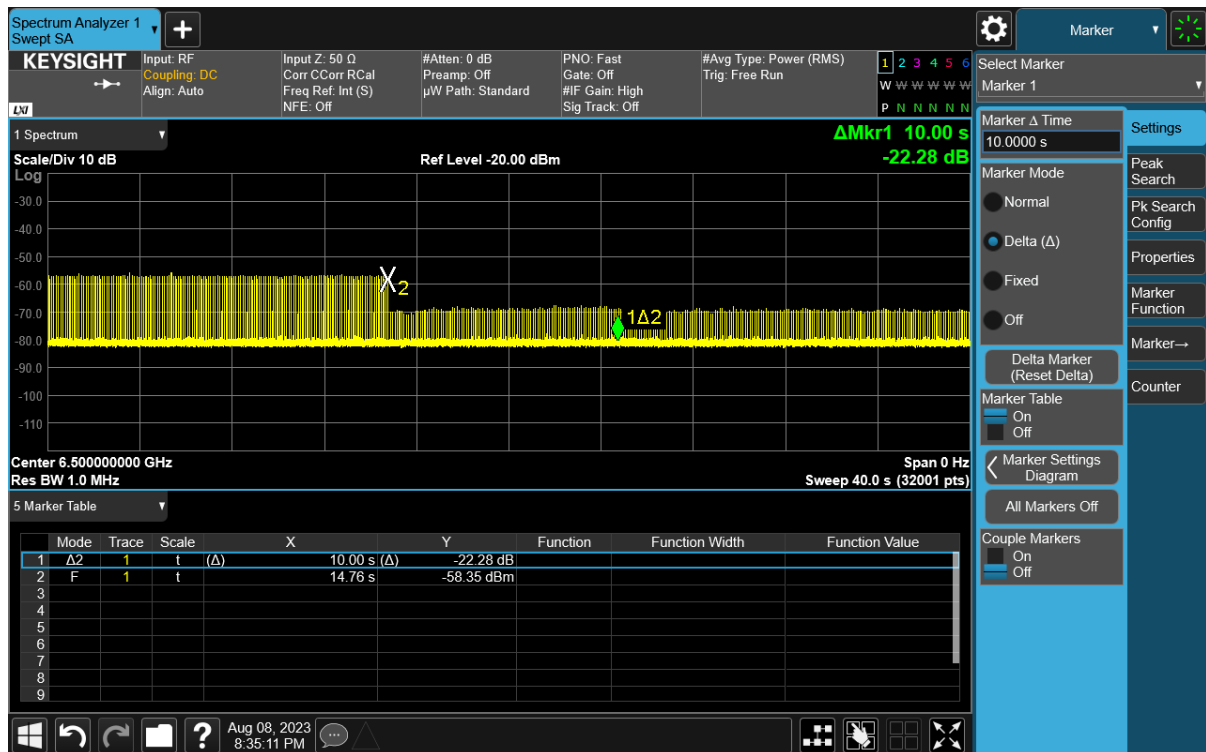 Spectrum Analyzer 1
Swept SA
Marker
KEYSIGHT
LXI
Input: RF
Coupling: DC
Align: Auto
Input Z: 50 Ω
Corr CCorr RCal
Freq Ref: Int (S)
NFE: Off
#Atten: 0 dB
Preamp: Off
µW Path: Standard
PNO: Fast
Gate: Off
#IF Gain: High
Sig Track: Off
#Avg Type: Power (RMS)
Trig: Free Run
1 2 3 4 5 6
W W W W W W
P N N N N N
Select Marker
Marker 1
1 Spectrum
ΔMkr1 10.00 s
-22.28 dB
Scale/Div 10 dB
Ref Level -20.00 dBm
Log
-30.0
-40.0
-50.0
-60.0
-70.0
-80.0
-90.0
-100
-110
X2
1Δ2
Center 6.500000000 GHz
Span 0 Hz
Res BW 1.0 MHz
Sweep 40.0 s (32001 pts)
5 Marker Table
Mode Trace Scale X Y Function Function Width Function Value
1 Δ2 1 t (Δ) 10.00 s (Δ) -22.28 dB
2 F 1 t 14.76 s -58.35 dBm
3
4
5
6
7
8
9
Marker Δ Time
10.0000 s
Marker Mode
Normal
Delta (Δ)
Fixed
Off
Delta Marker
(Reset Delta)
Marker Table
On
Off
Marker Settings
Diagram
All Markers Off
Couple Markers
On
Off
Settings
Peak
Search
Pk Search
Config
Properties
Marker
Function
Marker→
Counter
?
Aug 08, 2023
8:35:11 PM